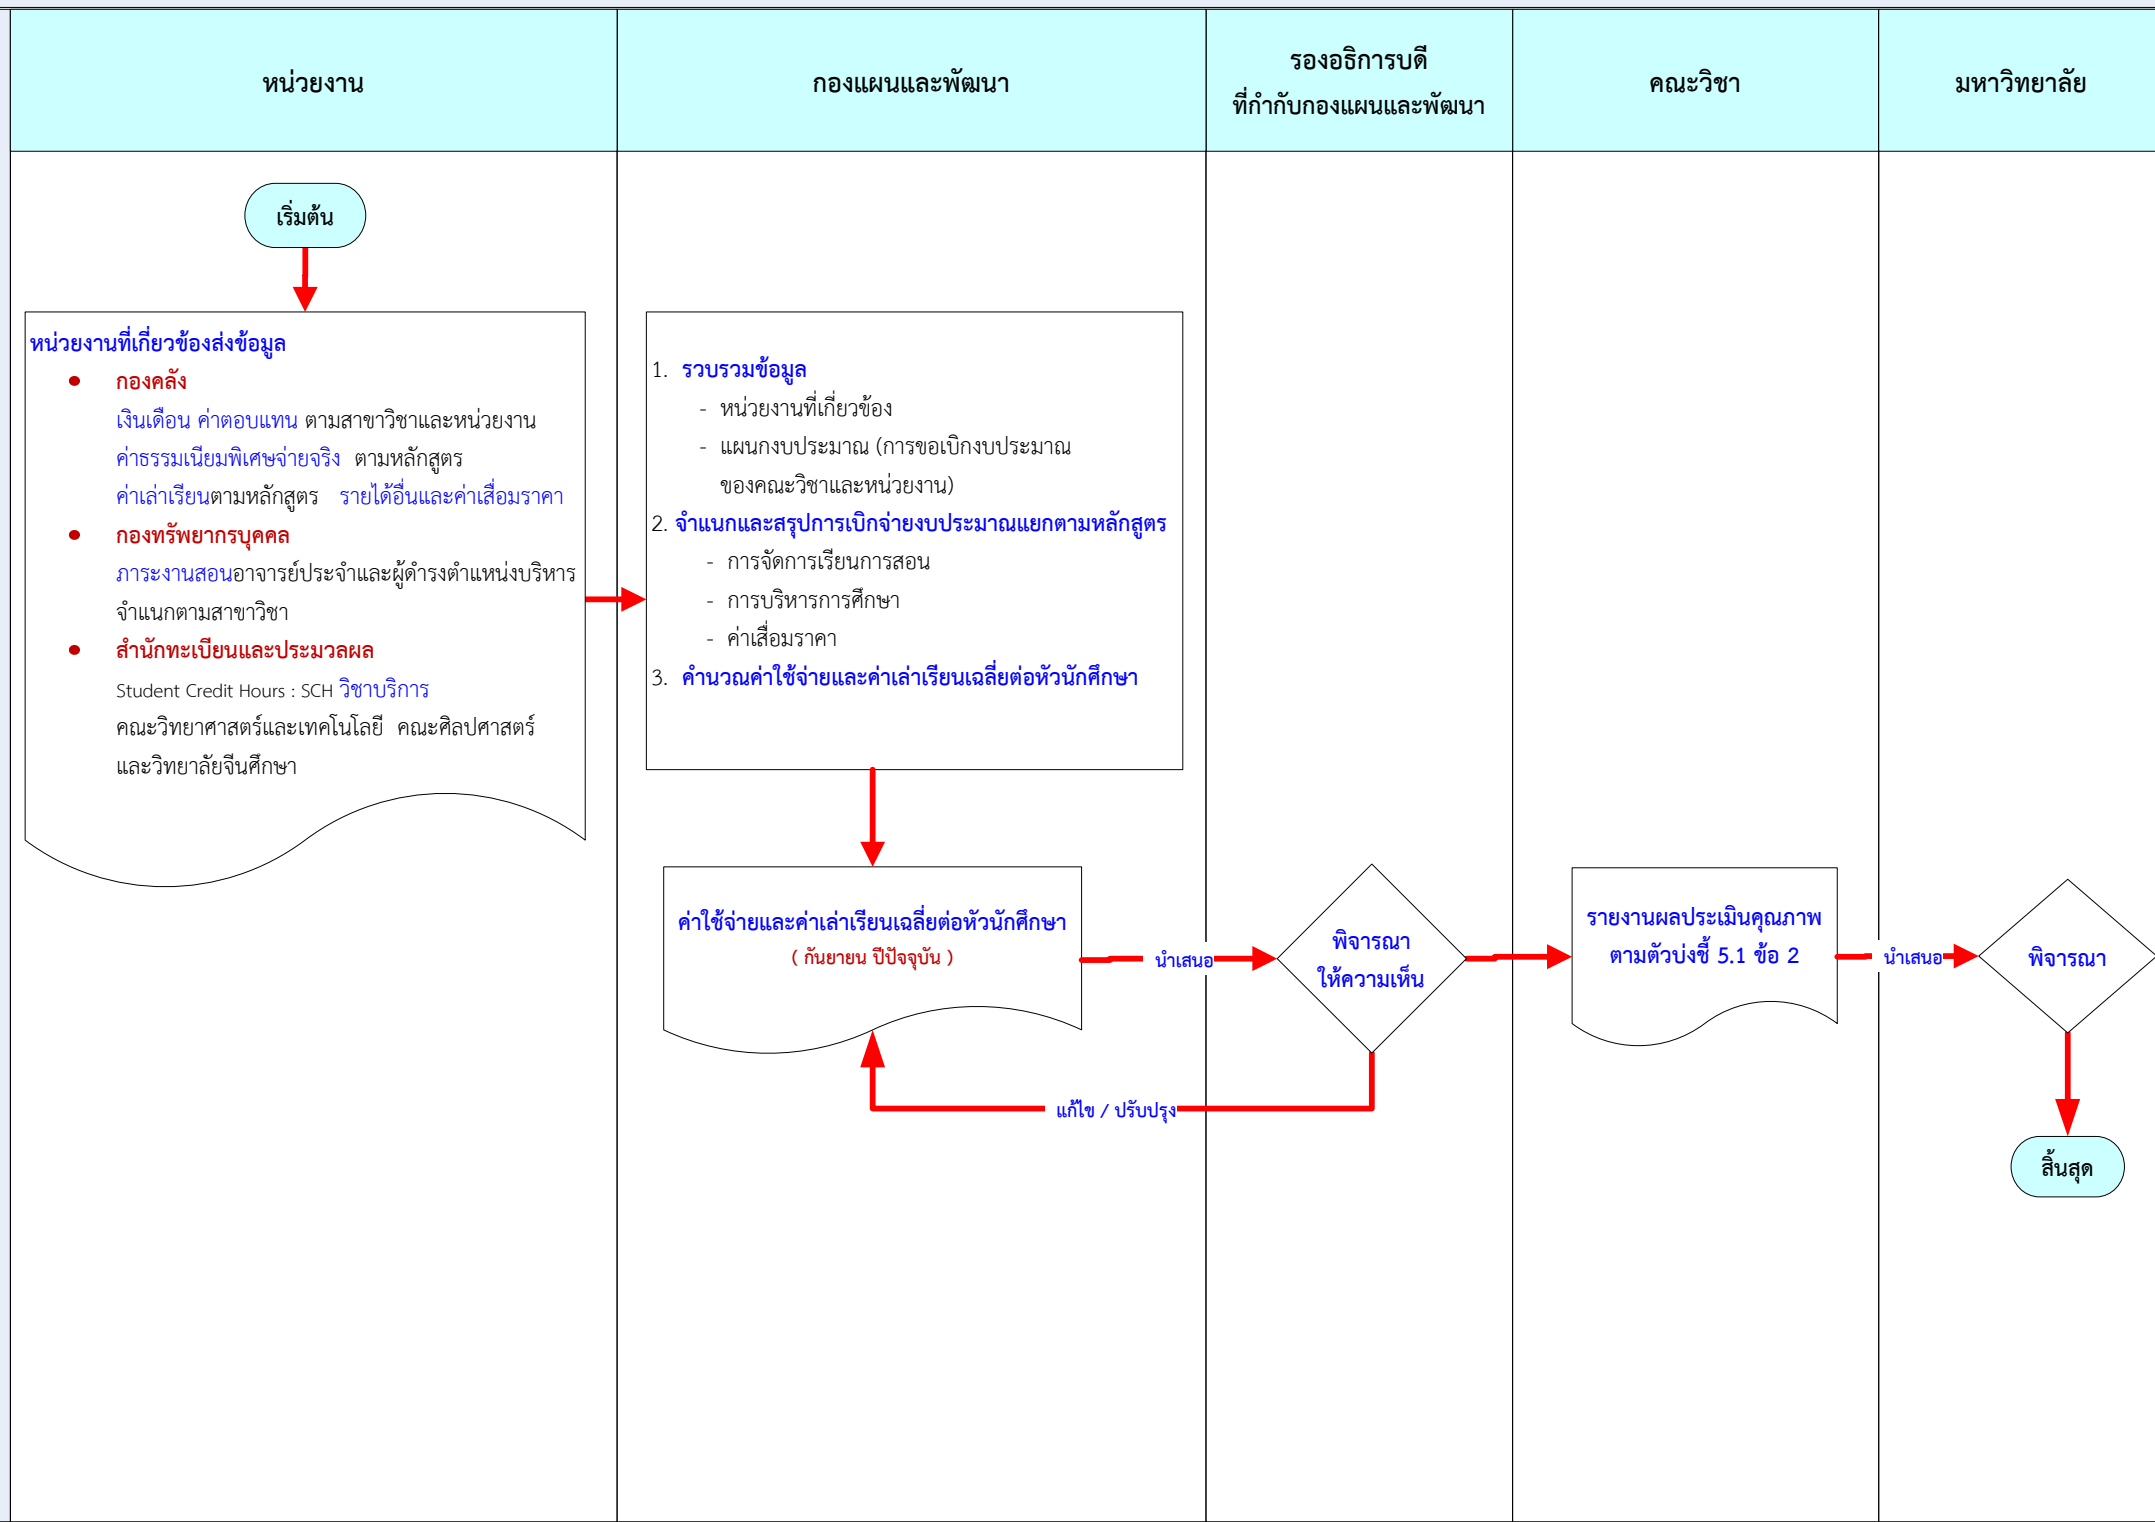 หน่วยงาน
กองแผนและพัฒนา
รองอธิการบดี
ที่กำกับกองแผนและพัฒนา
คณะวิชา
มหาวิทยาลัย
เริ่มต้น
หน่วยงานที่เกี่ยวข้องส่งข้อมูล
• กองคลัง
เงินเดือน ค่าตอบแทน ตามสาขาวิชาและหน่วยงาน
ค่าธรรมเนียมพิเศษจ่ายจริง ตามหลักสูตร
ค่าเล่าเรียนตามหลักสูตร รายได้อื่นและค่าเสื่อมราคา
• กองทรัพยากรบุคคล
ภาระงานสอนอาจารย์ประจำและผู้ดำรงตำแหน่งบริหาร
จำแนกตามสาขาวิชา
• สำนักทะเบียนและประมวลผล
Student Credit Hours : SCH วิชาบริการ
คณะวิทยาศาสตร์และเทคโนโลยี คณะศิลปศาสตร์
และวิทยาลัยจีนศึกษา
1. รวบรวมข้อมูล
- หน่วยงานที่เกี่ยวข้อง
- แผนกงบประมาณ (การขอเบิกงบประมาณ
ของคณะวิชาและหน่วยงาน)
2. จำแนกและสรุปการเบิกจ่ายงบประมาณแยกตามหลักสูตร
- การจัดการเรียนการสอน
- การบริหารการศึกษา
- ค่าเสื่อมราคา
3. คำนวณค่าใช้จ่ายและค่าเล่าเรียนเฉลี่ยต่อหัวนักศึกษา
ค่าใช้จ่ายและค่าเล่าเรียนเฉลี่ยต่อหัวนักศึกษา
( กันยายน ปีปัจจุบัน )
นำเสนอ
พิจารณา
ให้ความเห็น
แก้ไข / ปรับปรุง
รายงานผลประเมินคุณภาพ
ตามตัวบ่งชี้ 5.1 ข้อ 2
นำเสนอ
พิจารณา
สิ้นสุด